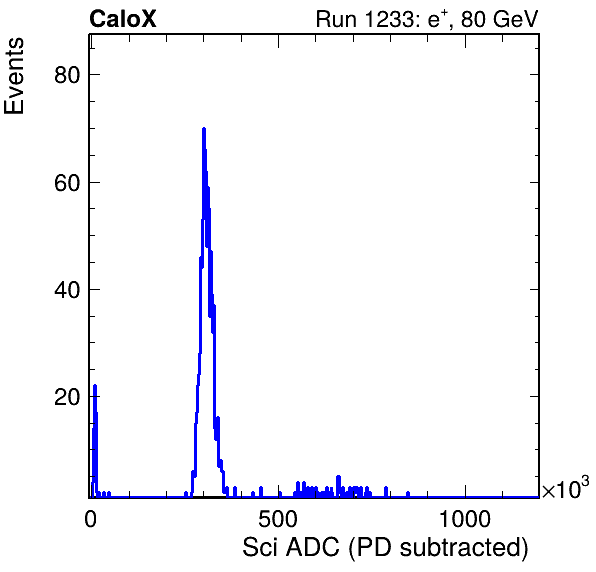 CaloX Run 1233: e⁺, 80 GeV
Events
80
60
40
20
0 500 1000 ×10³
Sci ADC (PD subtracted)